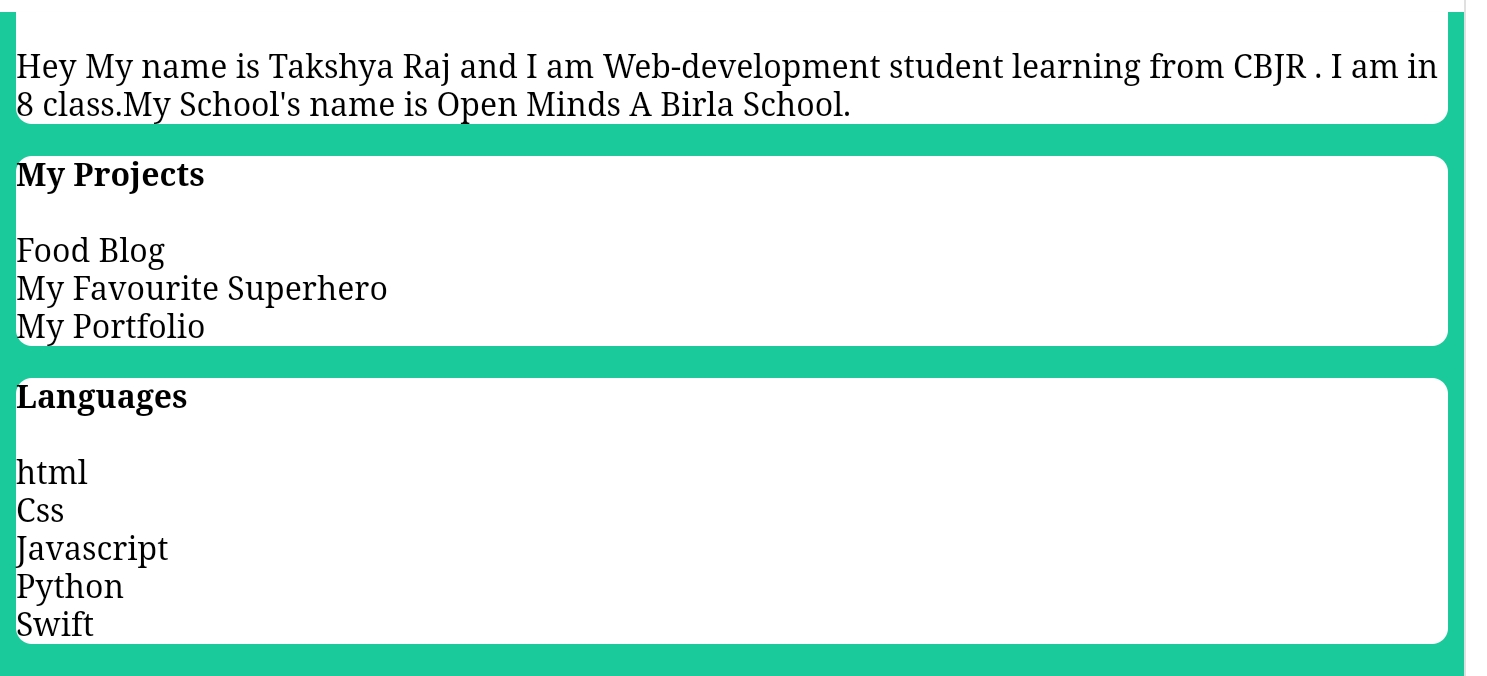 Hey My name is Takshya Raj and I am Web-development student learning from CBJR . I am in
8 class.My School's name is Open Minds A Birla School.
My Projects
Food Blog
My Favourite Superhero
My Portfolio
Languages
html
Css
Javascript
Python
Swift